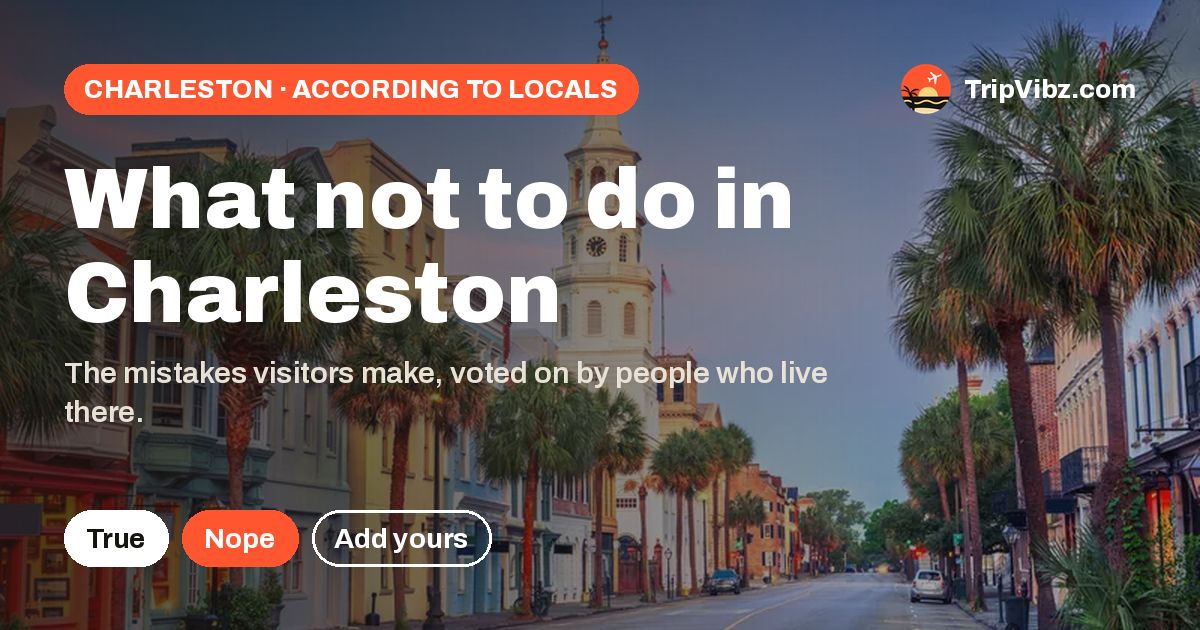 CHARLESTON · ACCORDING TO LOCALS
TripVibz.com
What not to do in
Charleston
The mistakes visitors make, voted on by people who live
there.
True
Nope
Add yours